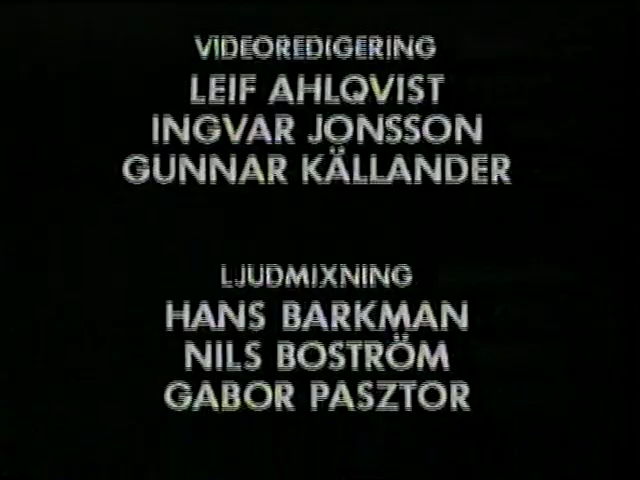 VIDEOREDIGERING
LEIF AHLQVIST
INGVAR JONSSON
GUNNAR KÄLLANDER
LJUDMIXNING
HANS BARKMAN
NILS BOSTRÖM
GABOR PASZTOR